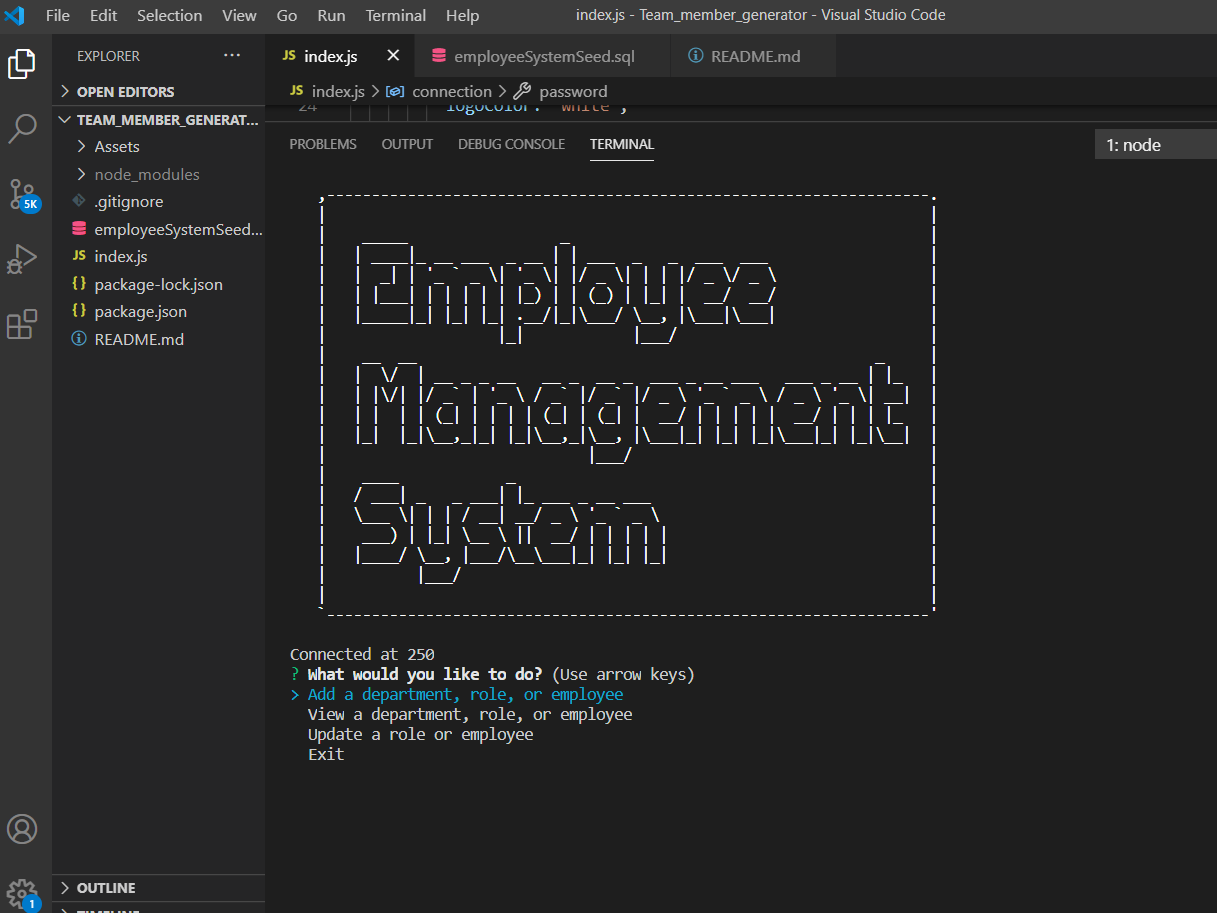 File Edit Selection View Go Run Terminal Help
index.js - Team_member_generator - Visual Studio Code
EXPLORER ···
OPEN EDITORS
TEAM_MEMBER_GENERAT...
Assets
node_modules
.gitignore
employeeSystemSeed...
JS index.js
{} package-lock.json
{} package.json
README.md
5K
OUTLINE
TIMELINE
1
JS index.js
employeeSystemSeed.sql
README.md
JS index.js > connection > password
24 logoColor: "white",
PROBLEMS OUTPUT DEBUG CONSOLE TERMINAL
1: node
Employee
Management
System
Connected at 250
? What would you like to do? (Use arrow keys)
> Add a department, role, or employee
View a department, role, or employee
Update a role or employee
Exit